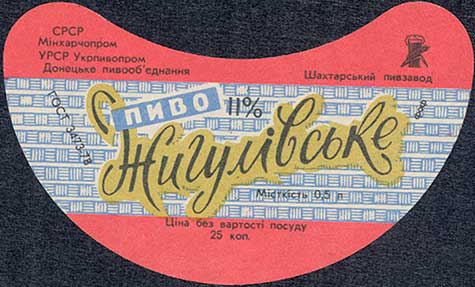 СРСР
Мінхарчопром
УРСР Укрпивопром
Донецьке пивооб'єднання
Шахтарський пивзавод
ГОСТ 3473-78
ПИВО 11%
Жигулівське
Місткість 0,5 л
Ціна без вартості посуду
25 коп.